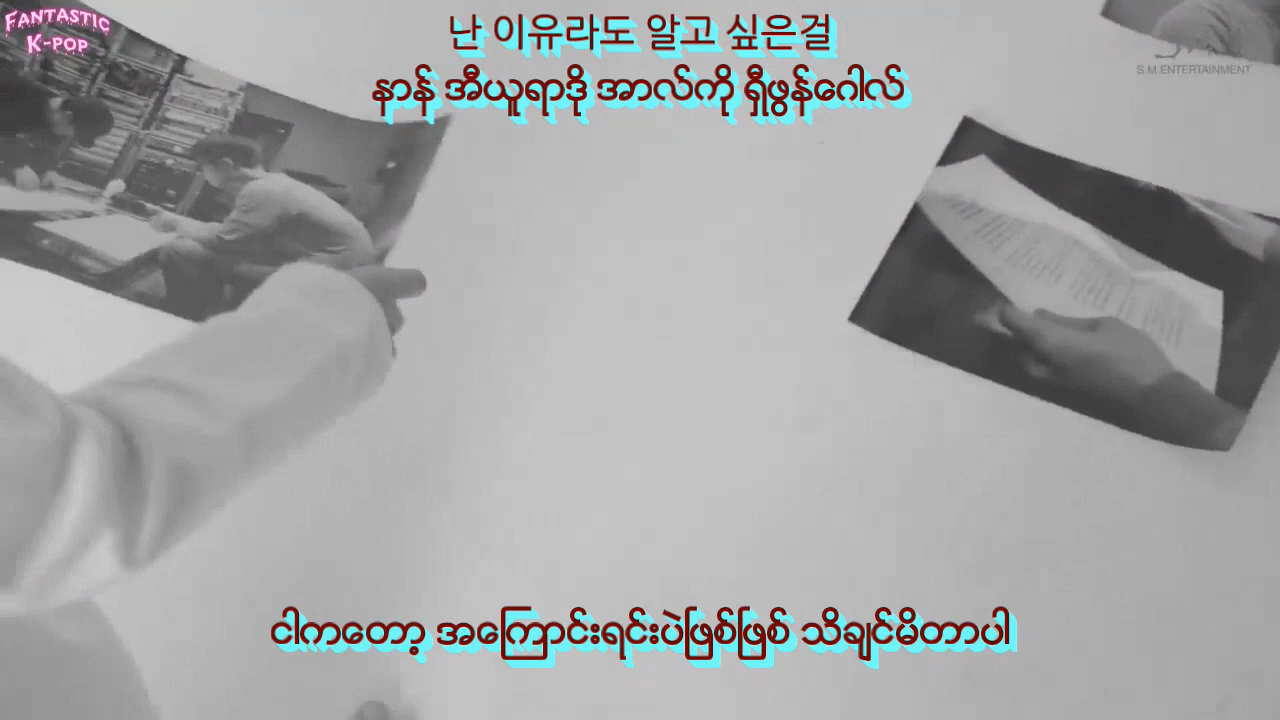 FANTASTIC
K-POP
난 이유라도 알고 싶은걸
နာန် အီယူရာဒို အာလ်ကို ရှီဖွန်ဂေါလ်
S.M.ENTERTAINMENT
ငါကတော့ အကြောင်းရင်းပဲဖြစ်ဖြစ် သိချင်မိတာပါ